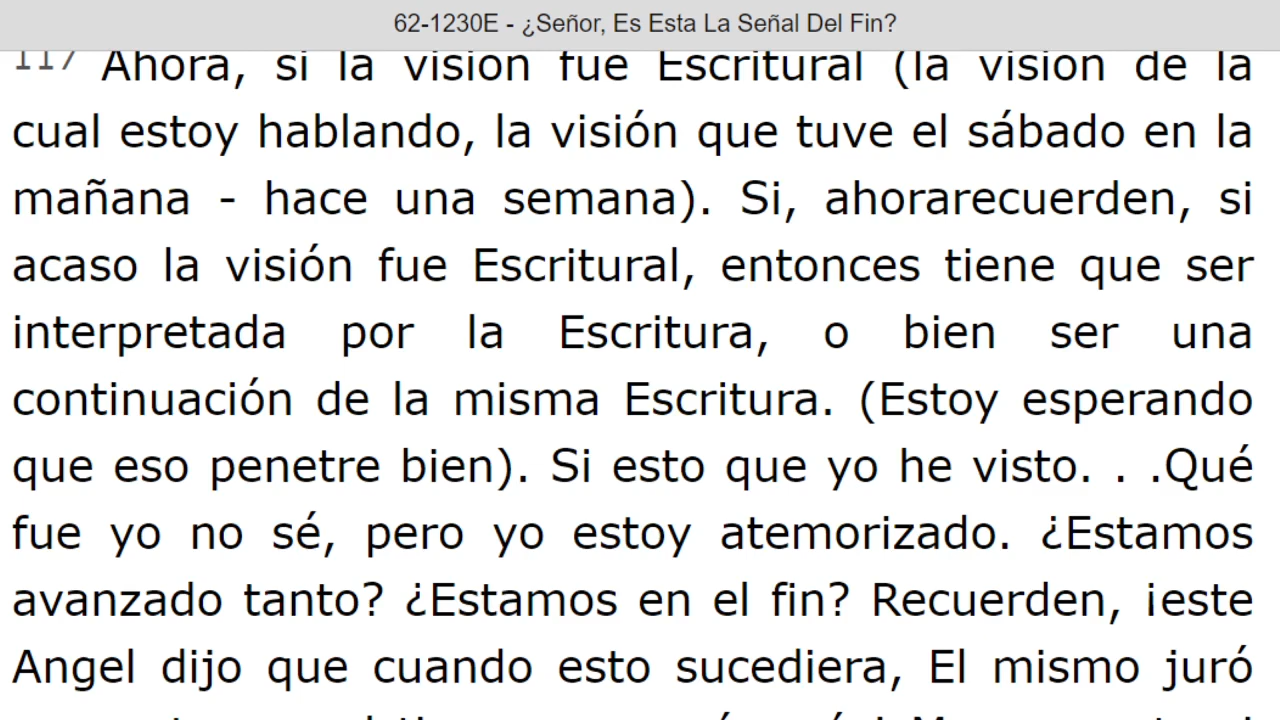 62-1230E - ¿Señor, Es Esta La Señal Del Fin?
117 Ahora, si la visión fue Escritural (la visión de la
cual estoy hablando, la visión que tuve el sábado en la
mañana - hace una semana). Si, ahorarecuerden, si
acaso la visión fue Escritural, entonces tiene que ser
interpretada por la Escritura, o bien ser una
continuación de la misma Escritura. (Estoy esperando
que eso penetre bien). Si esto que yo he visto. . .Qué
fue yo no sé, pero yo estoy atemorizado. ¿Estamos
avanzado tanto? ¿Estamos en el fin? Recuerden, ¡este
Angel dijo que cuando esto sucediera, El mismo juró